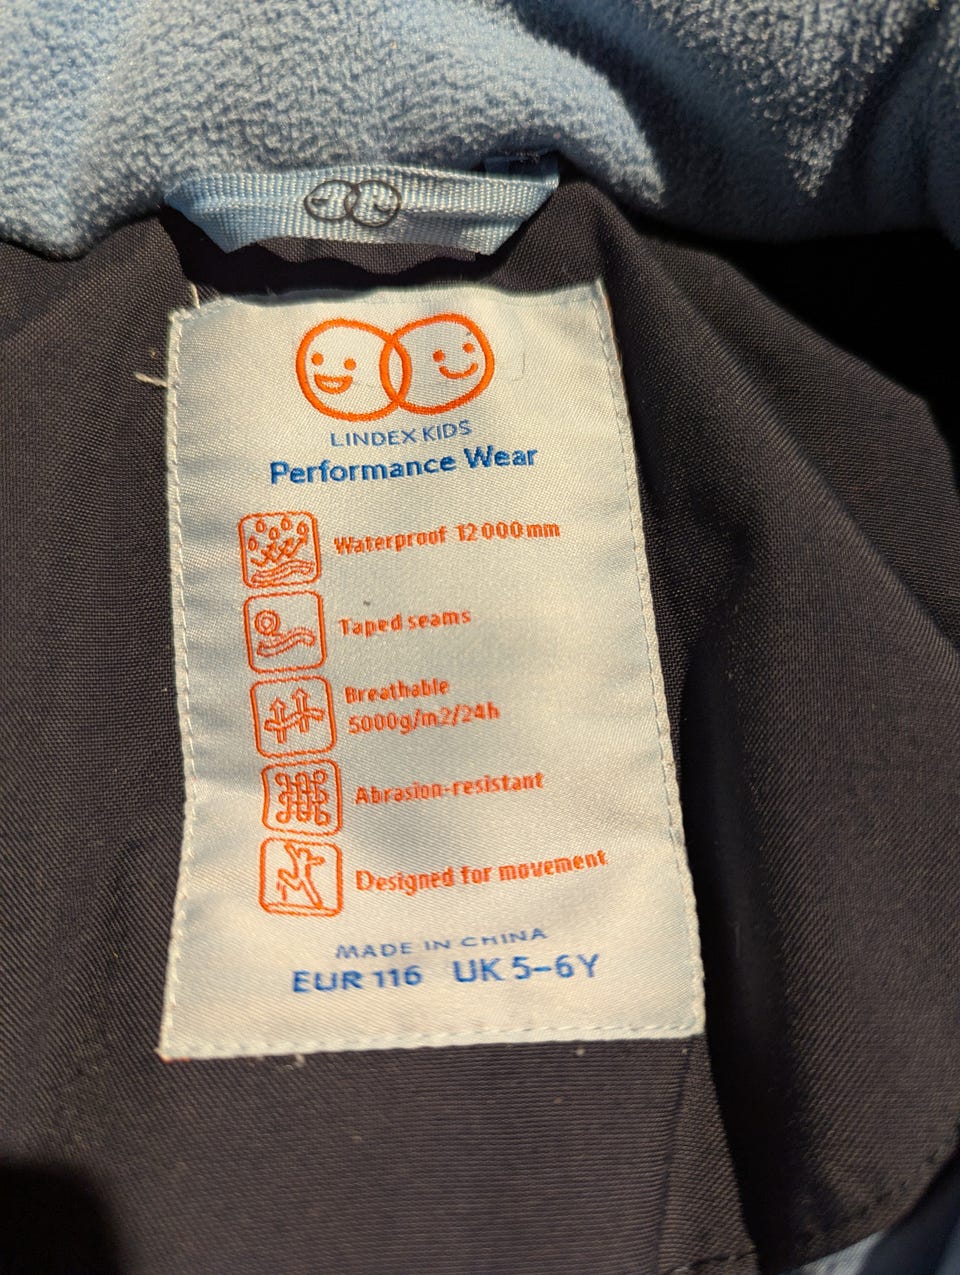 LINDEX KIDS
Performance Wear
Waterproof 12 000 mm
Taped seams
Breathable
5000g/m2/24h
Abrasion-resistant
Designed for movement
MADE IN CHINA
EUR 116 UK 5-6Y